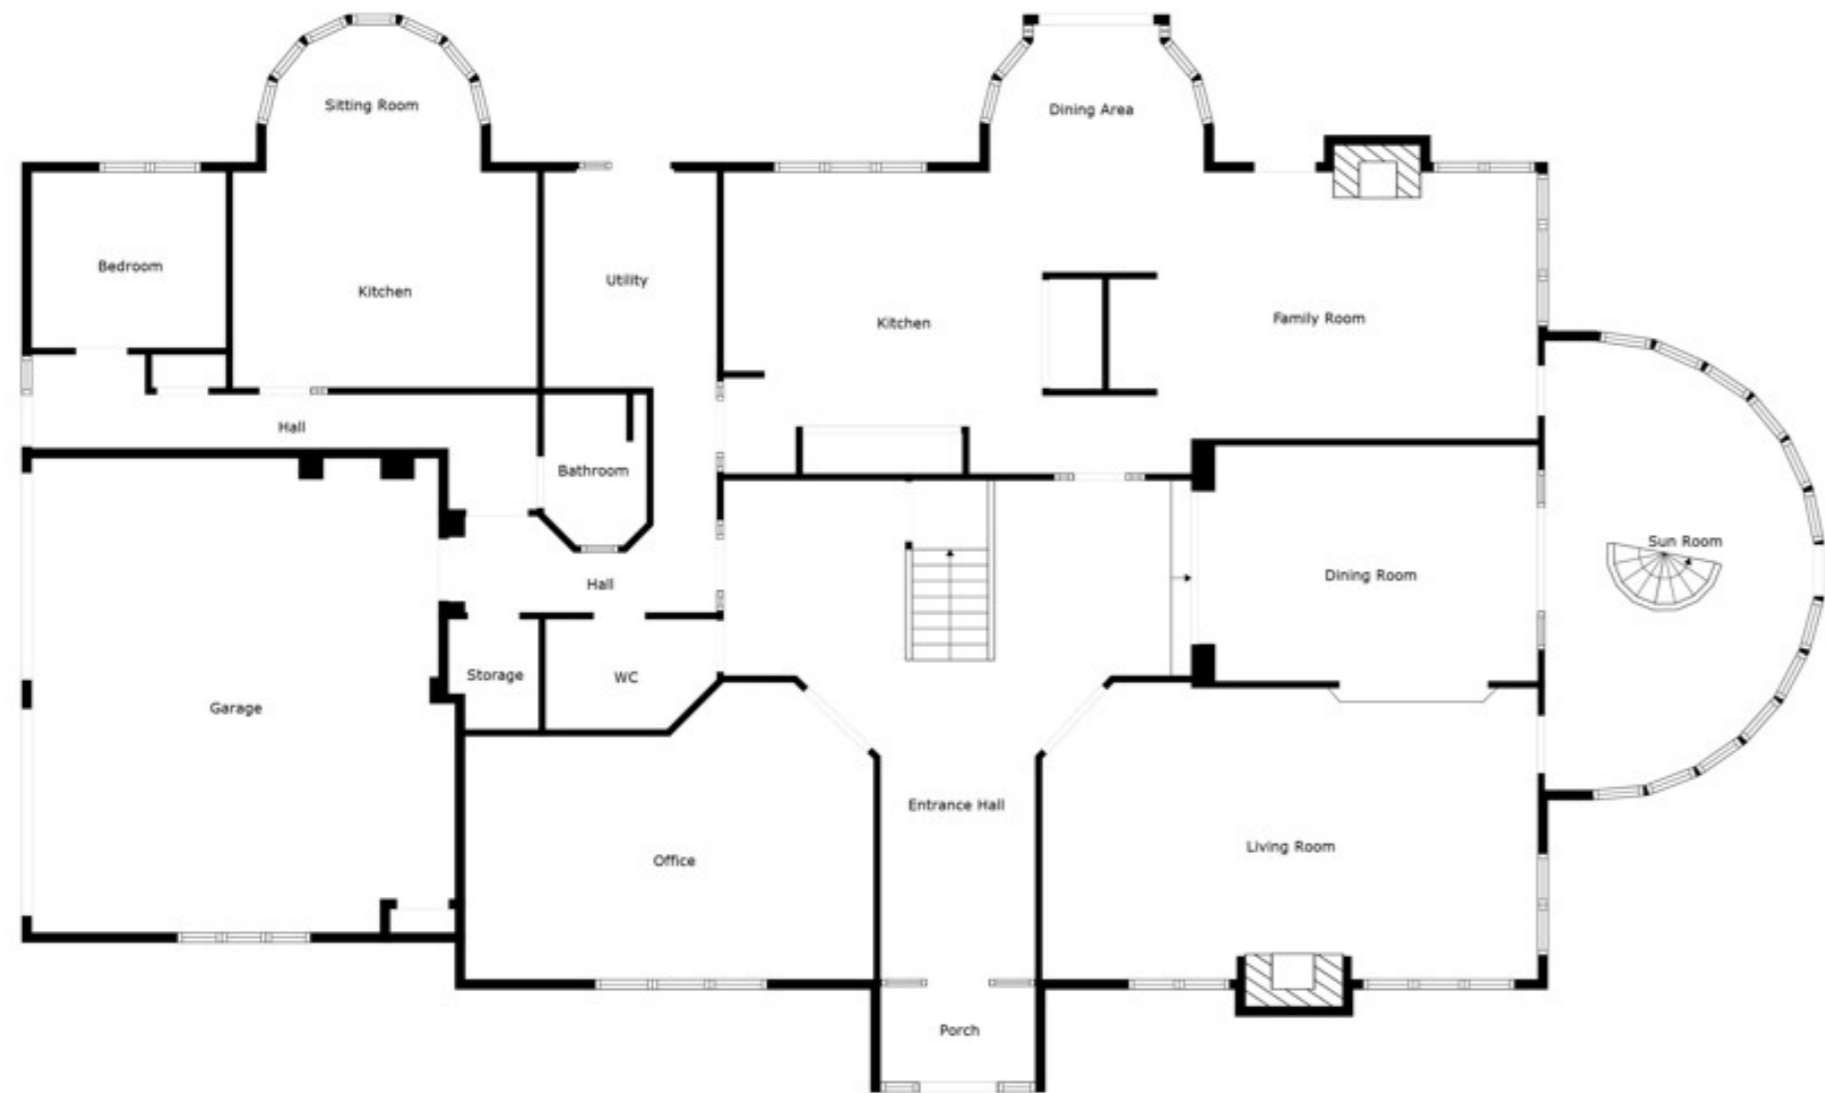 Sitting Room
Dining Area
Bedroom
Kitchen
Utility
Kitchen
Family Room
Hall
Bathroom
Sun Room
Hall
Dining Room
Storage
WC
Garage
Entrance Hall
Office
Living Room
Porch